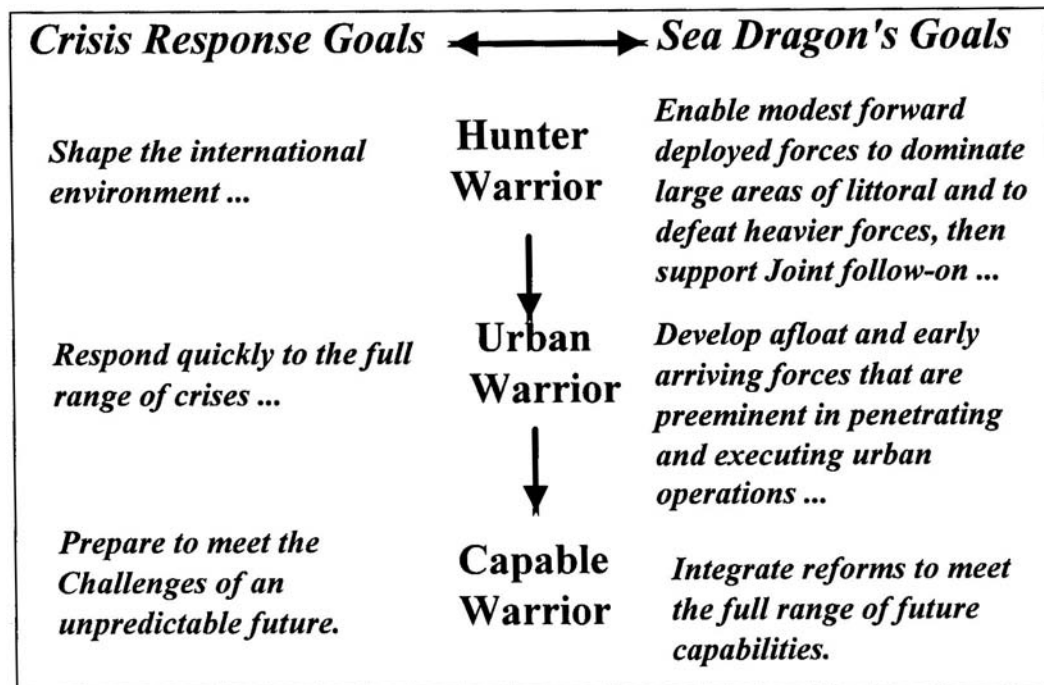 Crisis Response Goals
Sea Dragon's Goals
Shape the international
environment ...
Hunter
Warrior
Enable modest forward
deployed forces to dominate
large areas of littoral and to
defeat heavier forces, then
support Joint follow-on ...
Respond quickly to the full
range of crises ...
Urban
Warrior
Develop afloat and early
arriving forces that are
preeminent in penetrating
and executing urban
operations ...
Prepare to meet the
Challenges of an
unpredictable future.
Capable
Warrior
Integrate reforms to meet
the full range of future
capabilities.